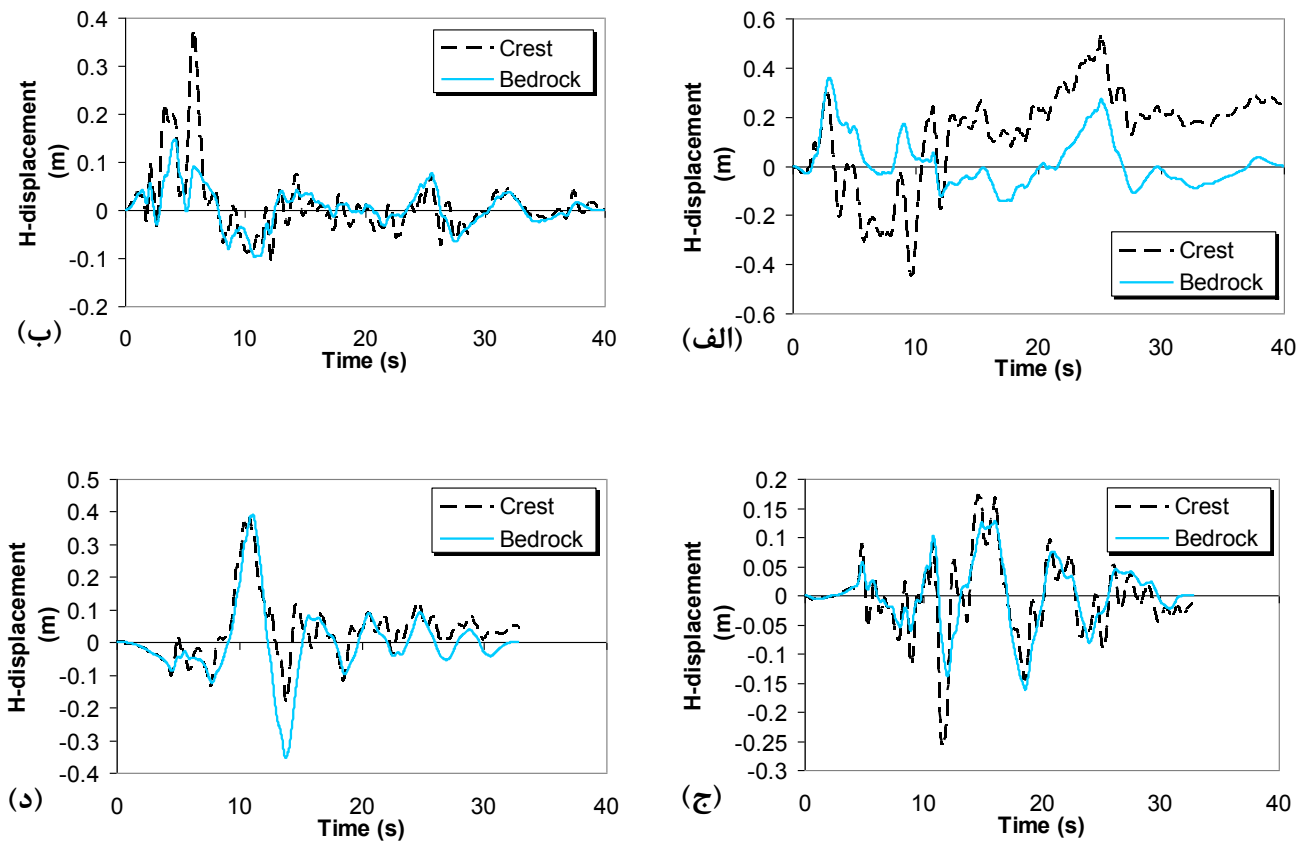 0.4
0.3
0.2
0.1
0
-0.1
-0.2
H-displacement
(m)
Crest
Bedrock
0 10 20 30 40
Time (s)
(ب)
0.6
0.4
0.2
0
-0.2
-0.4
-0.6
H-displacement
(m)
Crest
Bedrock
0 10 20 30 40
Time (s)
(الف)
0.5
0.4
0.3
0.2
0.1
0
-0.1
-0.2
-0.3
-0.4
H-displacement
(m)
Crest
Bedrock
0 10 20 30 40
Time (s)
(د)
0.2
0.15
0.1
0.05
0
-0.05
-0.1
-0.15
-0.2
-0.25
-0.3
H-displacement
(m)
Crest
Bedrock
0 10 20 30 40
Time (s)
(ج)